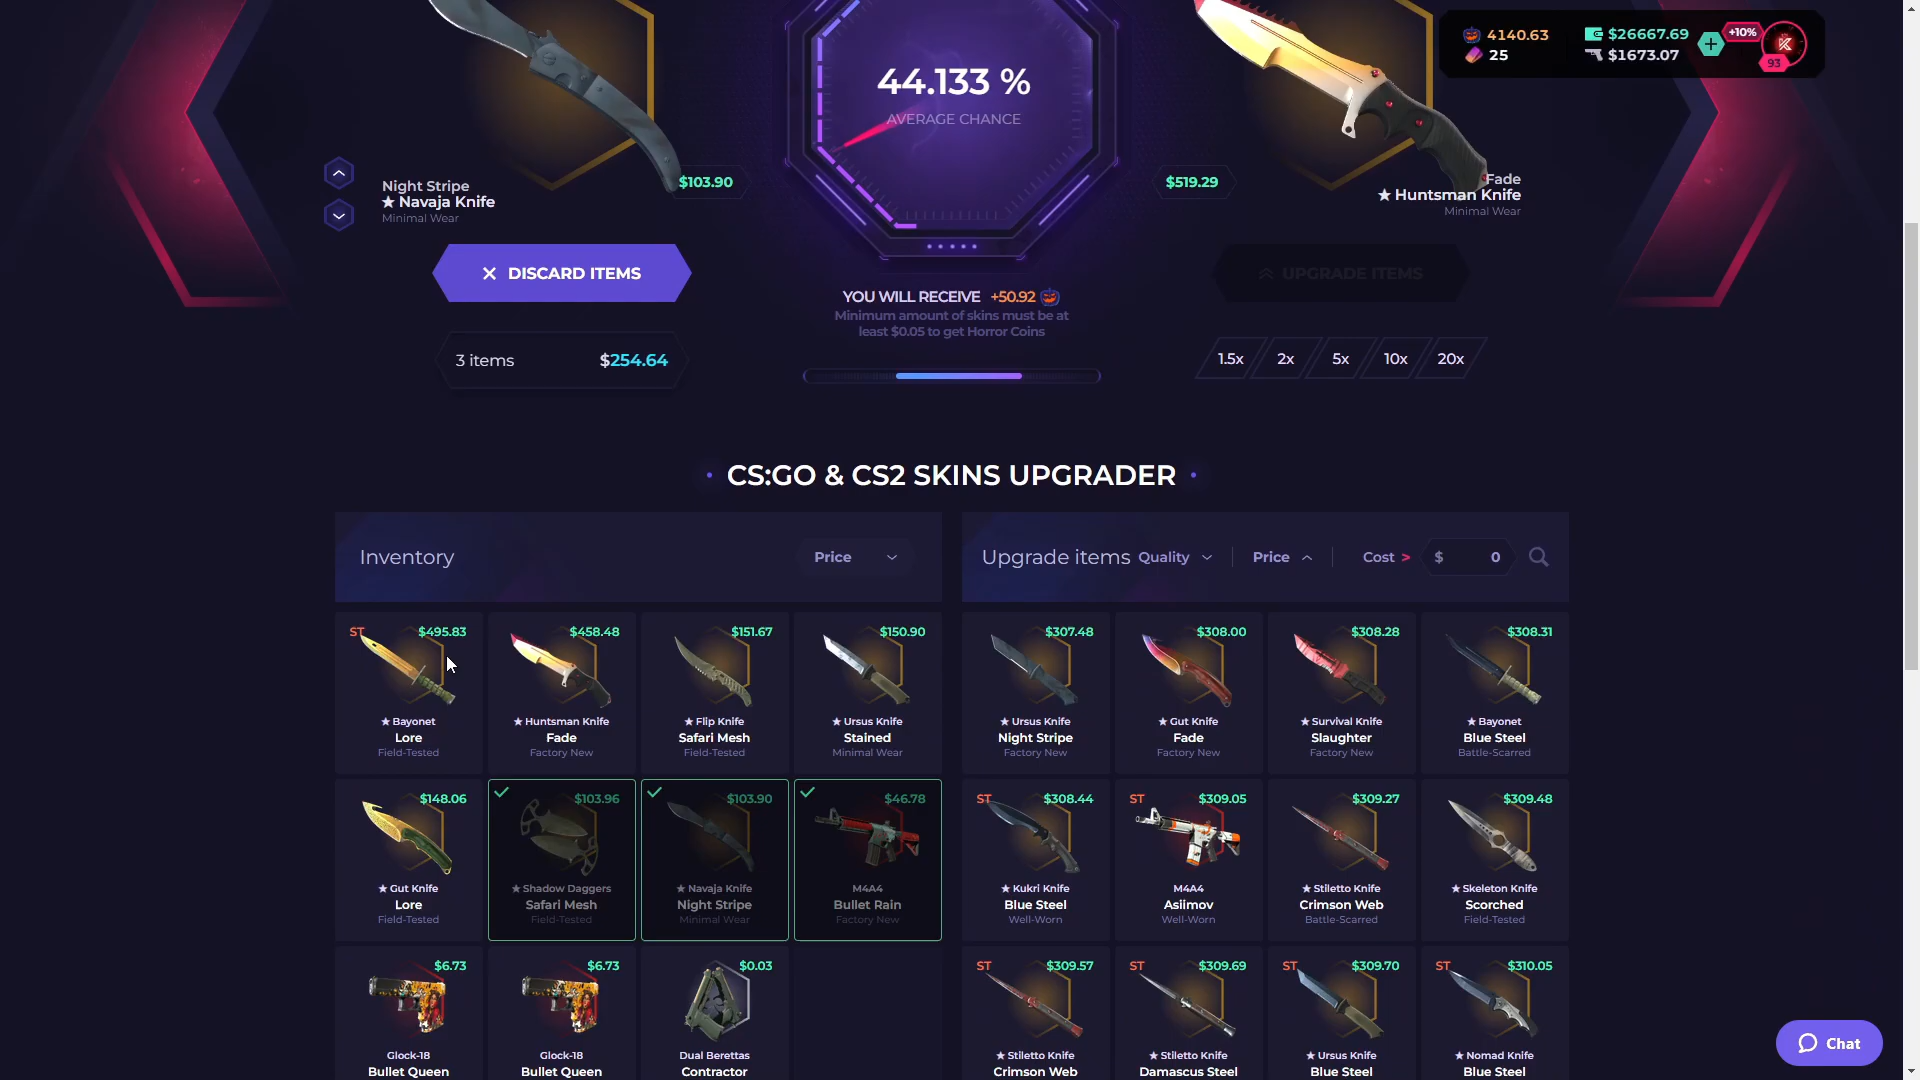 44.133 %
AVERAGE CHANCE
4140.63
25
$26667.69
$1673.07
+10%
93
$103.90
Night Stripe
★ Navaja Knife
Minimal Wear
$519.29
Fade
★ Huntsman Knife
Minimal Wear
DISCARD ITEMS
3 items
$254.64
YOU WILL RECEIVE +50.92
Minimum amount of skins must be at
least $0.05 to get Horror Coins
UPGRADE ITEMS
1.5x
2x
5x
10x
20x
CS:GO & CS2 SKINS UPGRADER
Inventory
Price
Upgrade items
Quality
Price
Cost >
$
0
ST
$495.83
★ Bayonet
Lore
Field-Tested
$458.48
★ Huntsman Knife
Fade
Factory New
$151.67
★ Flip Knife
Safari Mesh
Field-Tested
$150.90
★ Ursus Knife
Stained
Minimal Wear
$307.48
★ Ursus Knife
Night Stripe
Factory New
$308.00
★ Gut Knife
Fade
Factory New
$308.28
★ Survival Knife
Slaughter
Factory New
$308.31
★ Bayonet
Blue Steel
Battle-Scarred
$148.06
★ Gut Knife
Lore
Field-Tested
$103.96
★ Shadow Daggers
Safari Mesh
Field-Tested
$103.90
★ Navaja Knife
Night Stripe
Minimal Wear
$46.78
M4A4
Bullet Rain
Factory New
ST
$308.44
★ Kukri Knife
Blue Steel
Well-Worn
ST
$309.05
M4A4
Asiimov
Well-Worn
$309.27
★ Stiletto Knife
Crimson Web
Battle-Scarred
$309.48
★ Skeleton Knife
Scorched
Field-Tested
$6.73
Glock-18
Bullet Queen
$6.73
Glock-18
Bullet Queen
$0.03
Dual Berettas
Contractor
ST
$309.57
★ Stiletto Knife
Crimson Web
ST
$309.69
★ Stiletto Knife
Damascus Steel
ST
$309.70
★ Ursus Knife
Blue Steel
ST
$310.05
★ Nomad Knife
Blue Steel
Chat